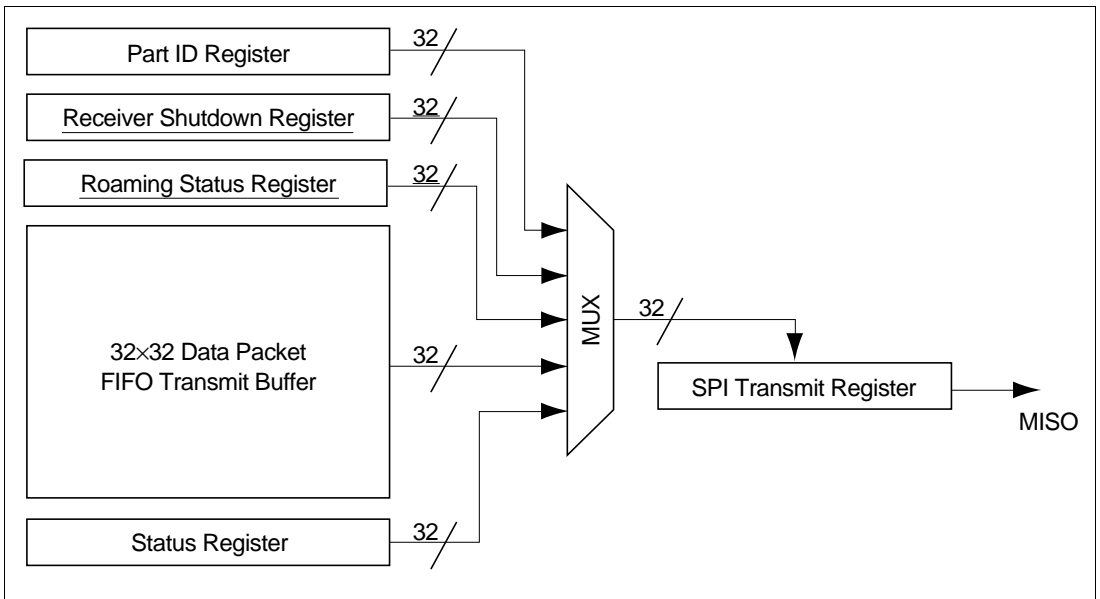 Part ID Register
32
Receiver Shutdown Register
32
Roaming Status Register
32
32×32 Data Packet
FIFO Transmit Buffer
32
Status Register
32
MUX
32
SPI Transmit Register
MISO